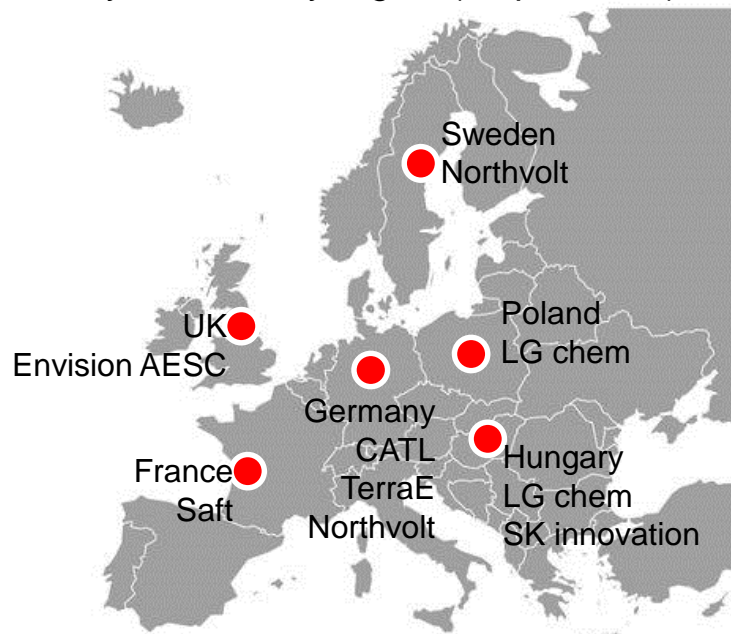 Sweden
Northvolt
UK
Envision AESC
Poland
LG chem
Germany
CATL
TerraE
Northvolt
France
Saft
Hungary
LG chem
SK innovation